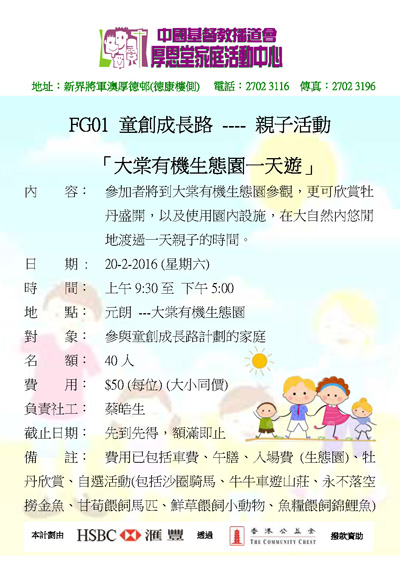 中國基督教播道會
厚恩堂家庭活動中心
地址：新界將軍澳厚德邨(德康樓側)　電話：2702 3116　傳真：2702 3196
FG01 童創成長路 ---- 親子活動
「大棠有機生態園一天遊」
內　容：　參加者將到大棠有機生態園參觀，更可欣賞牡
丹盛開，以及使用園內設施，在大自然內悠閒
地渡過一天親子的時間。
日　期：　20-2-2016 (星期六)
時　間：　上午 9:30 至 下午 5:00
地　點：　元朗 ---大棠有機生態園
對　象：　參與童創成長路計劃的家庭
名　額：　40 人
費　用：　$50 (每位) (大小同價)
負責社工：　蔡皓生
截止日期：　先到先得，額滿即止
備　註：　費用已包括車費、午膳、入場費 (生態園)、牡
丹欣賞、自選活動(包括沙圈騎馬、牛牛車遊山莊、永不落空
撈金魚、甘荀餵飼馬匹、鮮草餵飼小動物、魚糧餵飼錦鯉魚)
本計劃由 HSBC 滙豐 透過 香港公益金 撥款資助
THE COMMUNITY CHEST